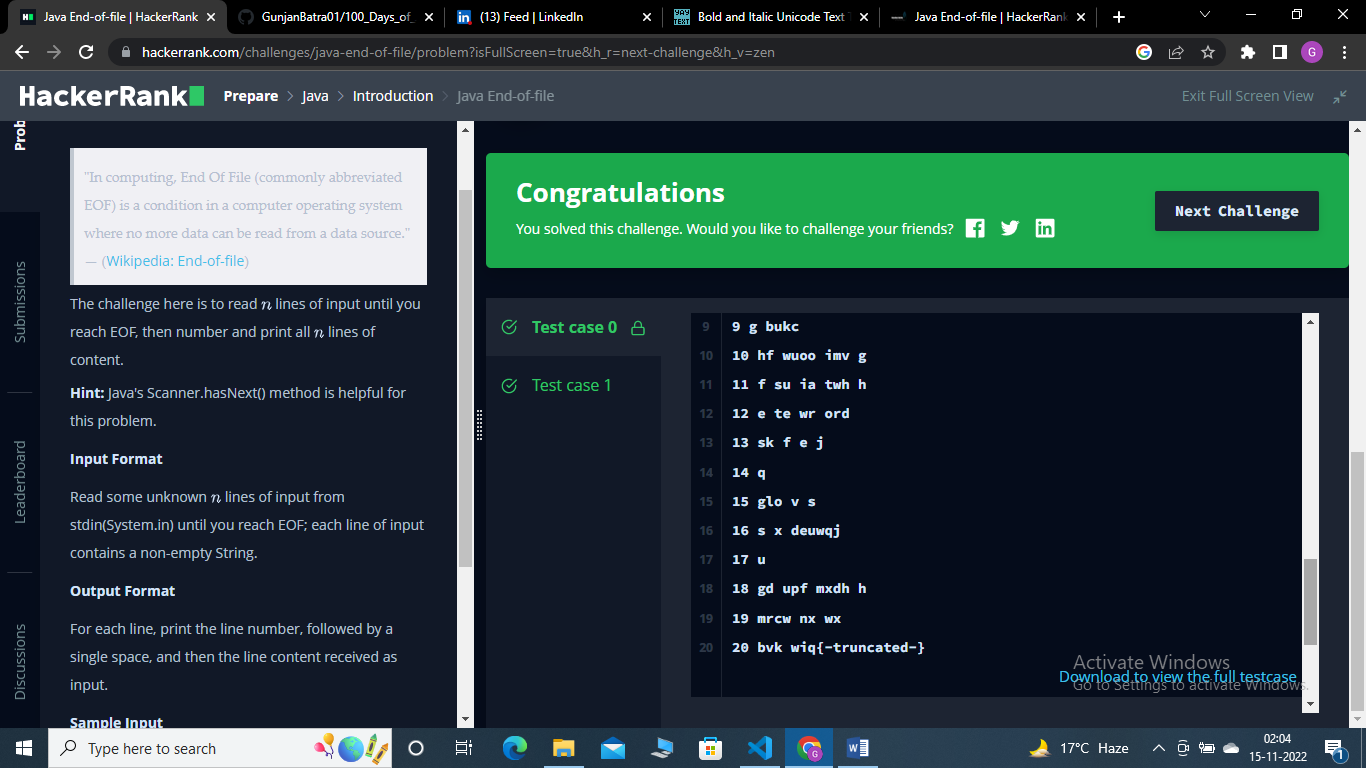 Java End-of-file | HackerRank
GunjanBatra01/100_Days_of_
(13) Feed | LinkedIn
Bold and Italic Unicode Text
Java End-of-file | HackerRank
hackerrank.com/challenges/java-end-of-file/problem?isFullScreen=true&h_r=next-challenge&h_v=zen
G
HackerRank
Prepare > Java > Introduction > Java End-of-file
Exit Full Screen View
Prob
Submissions
Leaderboard
Discussions
"In computing, End Of File (commonly abbreviated
EOF) is a condition in a computer operating system
where no more data can be read from a data source."
— (Wikipedia: End-of-file)
The challenge here is to read n lines of input until you
reach EOF, then number and print all n lines of
content.
Hint: Java's Scanner.hasNext() method is helpful for
this problem.
Input Format
Read some unknown n lines of input from
stdin(System.in) until you reach EOF; each line of input
contains a non-empty String.
Output Format
For each line, print the line number, followed by a
single space, and then the line content received as
input.
Sample Input
Congratulations
You solved this challenge. Would you like to challenge your friends?
Next Challenge
Test case 0
Test case 1
9 9 g bukc
10 10 hf wuoo imv g
11 11 f su ia twh h
12 12 e te wr ord
13 13 sk f e j
14 14 q
15 15 glo v s
16 16 s x deuwqj
17 17 u
18 18 gd upf mxdh h
19 19 mrcw nx wx
20 20 bvk wiq{-truncated-}
Download to view the full testcase
Activate Windows
Go to Settings to activate Windows.
Type here to search
17°C Haze
02:04
15-11-2022
1